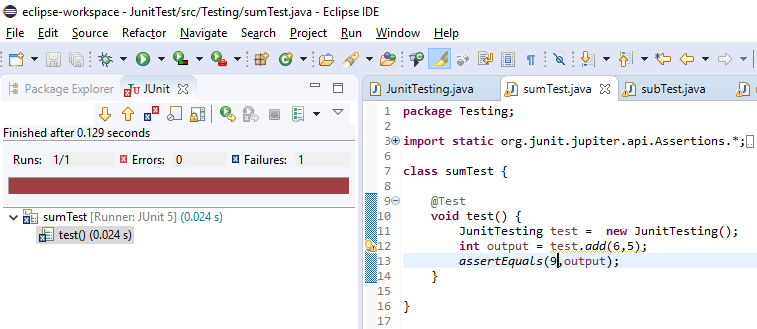 eclipse-workspace - JunitTest/src/Testing/sumTest.java - Eclipse IDE
File Edit Source Refactor Navigate Search Project Run Window Help
Package Explorer JUnit
Finished after 0.129 seconds
Runs: 1/1 Errors: 0 Failures: 1
sumTest [Runner: JUnit 5] (0.024 s)
test() (0.024 s)
JunitTesting.java sumTest.java subTest.java
1 package Testing;
2
3 import static org.junit.jupiter.api.Assertions.*;
7 class sumTest {
8
9 @Test
10 void test() {
11 JunitTesting test =  new JunitTesting();
12 int output = test.add(6,5);
13 assertEquals(9,output);
14 }
15
16 }
17